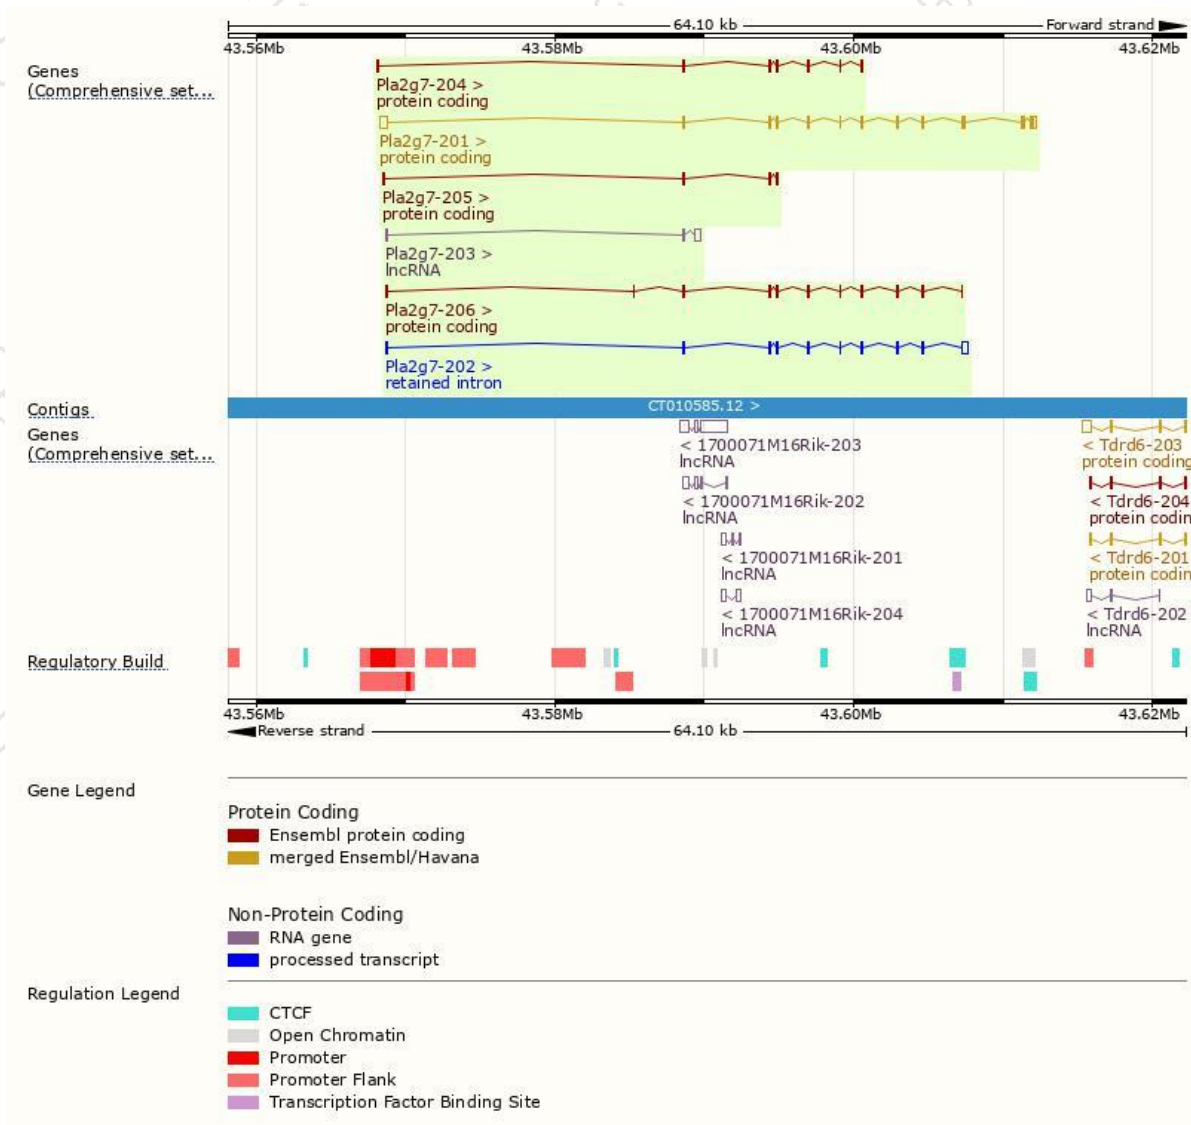 64.10 kb
Forward strand
43.56Mb 43.58Mb 43.60Mb 43.62Mb
Genes
(Comprehensive set...
Pla2g7-204 >
protein coding
Pla2g7-201 >
protein coding
Pla2g7-205 >
protein coding
Pla2g7-203 >
lncRNA
Pla2g7-206 >
protein coding
Pla2g7-202 >
retained intron
Contigs
CT010585.12 >
Genes
(Comprehensive set...
< 1700071M16Rik-203
lncRNA
< Tdrd6-203
protein coding
< 1700071M16Rik-202
lncRNA
< Tdrd6-204
protein codin
< 1700071M16Rik-201
lncRNA
< Tdrd6-201
protein codin
< 1700071M16Rik-204
lncRNA
< Tdrd6-202
lncRNA
Regulatory Build
43.56Mb 43.58Mb 43.60Mb 43.62Mb
Reverse strand
64.10 kb
Gene Legend
Protein Coding
Ensembl protein coding
merged Ensembl/Havana
Non-Protein Coding
RNA gene
processed transcript
Regulation Legend
CTCF
Open Chromatin
Promoter
Promoter Flank
Transcription Factor Binding Site